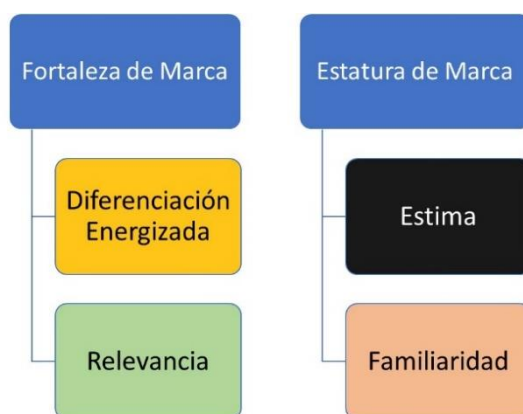 Fortaleza de Marca
Diferenciación
Energizada
Relevancia
Estatura de Marca
Estima
Familiaridad